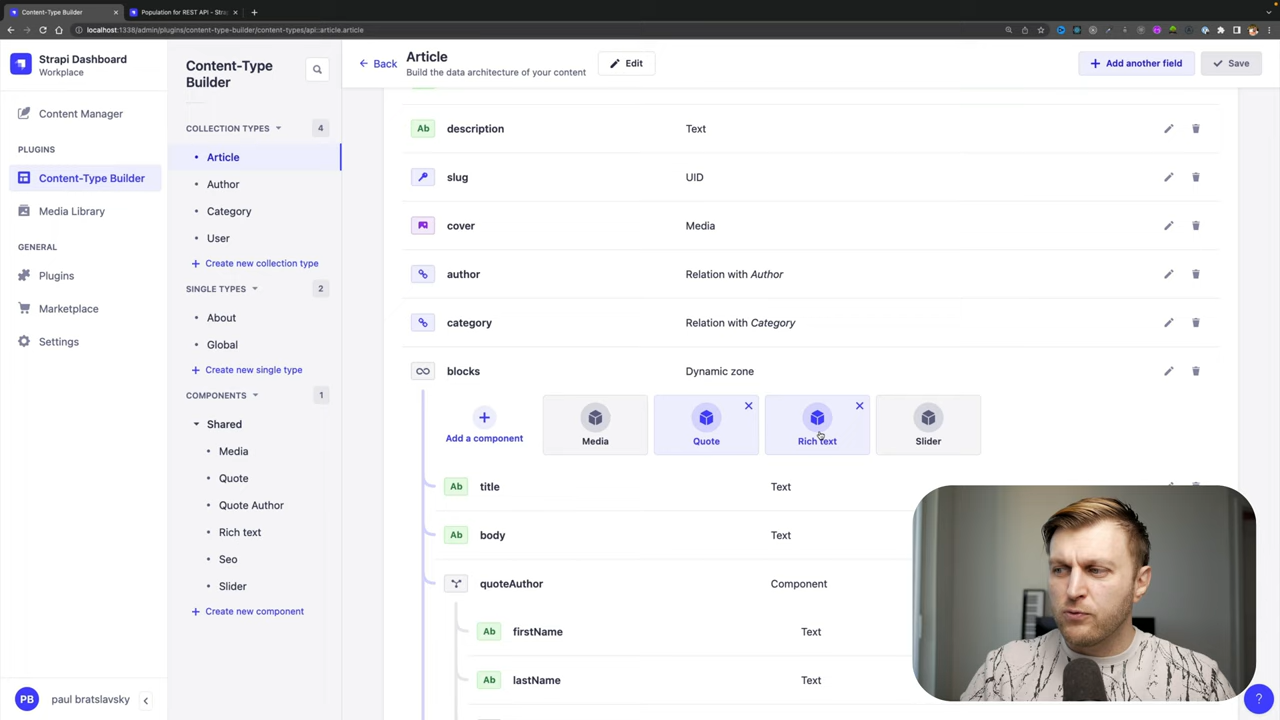 Content-Type Builder
Population for REST API - Stra
localhost:1338/admin/plugins/content-type-builder/content-types/api::article.article
Strapi Dashboard
Workplace
Content Manager
PLUGINS
Content-Type Builder
Media Library
GENERAL
Plugins
Marketplace
Settings
PB
paul bratslavsky
Content-Type
Builder
COLLECTION TYPES
4
Article
Author
Category
User
Create new collection type
SINGLE TYPES
2
About
Global
Create new single type
COMPONENTS
1
Shared
Media
Quote
Quote Author
Rich text
Seo
Slider
Create new component
Back
Article
Build the data architecture of your content
Edit
Add another field
Save
Ab description Text
slug UID
cover Media
author Relation with Author
category Relation with Category
blocks Dynamic zone
Add a component
Media
Quote
Rich text
Slider
Ab title Text
Ab body Text
quoteAuthor Component
Ab firstName Text
Ab lastName Text
?